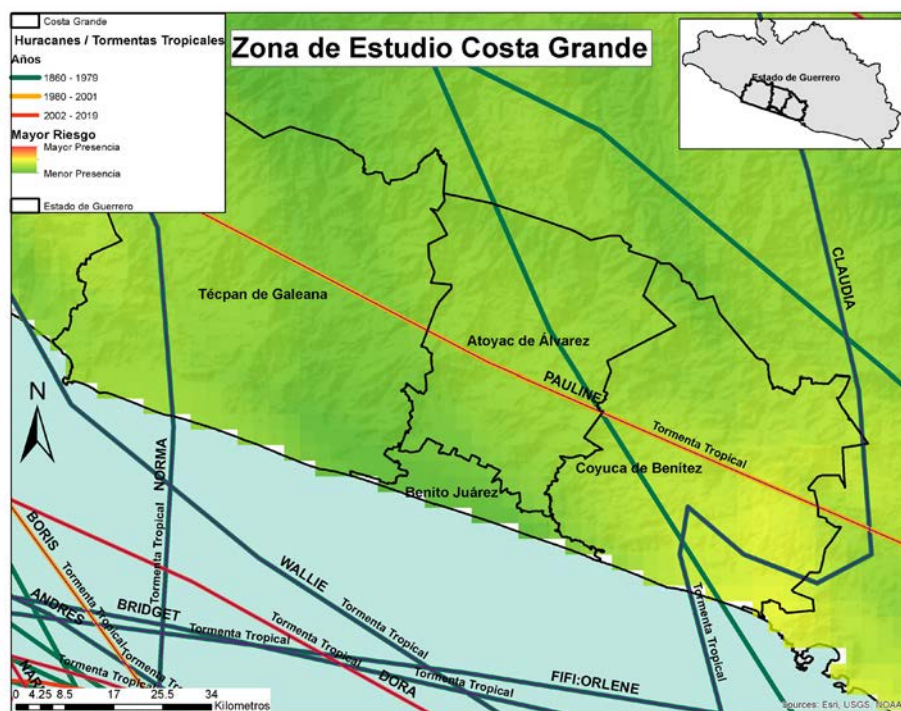 Costa Grande
Huracanes / Tormentas Tropicales
Años
1860 - 1979
1980 - 2001
2002 - 2019
Mayor Riesgo
Mayor Presencia
Menor Presencia
Estado de Guerrero
Zona de Estudio Costa Grande
Estado de Guerrero
CLAUDIA
Técpan de Galeana
Atoyac de Álvarez
PAULINE
Tormenta Tropical
Coyuca de Benítez
Benito Juárez
N
NORMA
Tormenta Tropical
WALLIE
Tormenta Tropical
BORIS
Tormenta Tropical
ANDRES
Tormenta Tropical
BRIDGET
Tormenta Tropical
Tormenta Tropical
DORA
Tormenta Tropical
FIFI:ORLENE
Tormenta Tropical
Tormenta Tropical
0 4.25 8.5 17 25.5 34
Kilometros
sources: Esri, USGS, NOAA